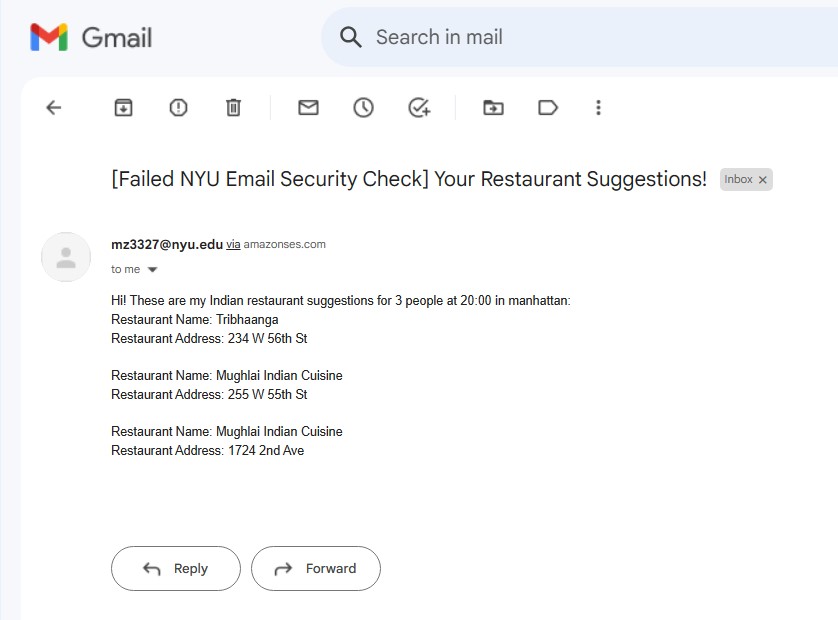 Gmail
Search in mail
[Failed NYU Email Security Check] Your Restaurant Suggestions! Inbox
mz3327@nyu.edu via amazonses.com
to me
Hi! These are my Indian restaurant suggestions for 3 people at 20:00 in manhattan:
Restaurant Name: Tribhaanga
Restaurant Address: 234 W 56th St
Restaurant Name: Mughlai Indian Cuisine
Restaurant Address: 255 W 55th St
Restaurant Name: Mughlai Indian Cuisine
Restaurant Address: 1724 2nd Ave
Reply Forward